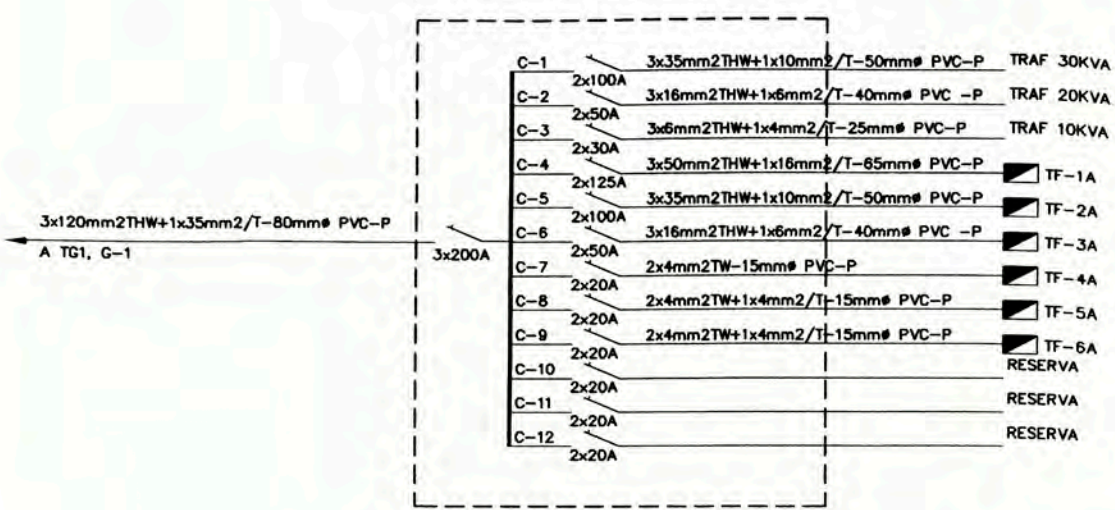 C-1 3x35mm2THW+1x10mm2/T-50mmø PVC-P TRAF 30KVA
2x100A
C-2 3x16mm2THW+1x6mm2/T-40mmø PVC -P TRAF 20KVA
2x50A
C-3 3x6mm2THW+1x4mm2/T-25mmø PVC-P TRAF 10KVA
2x30A
C-4 3x50mm2THW+1x16mm2/T-65mmø PVC-P TF-1A
2x125A
C-5 3x35mm2THW+1x10mm2/T-50mmø PVC-P TF-2A
2x100A
3x120mm2THW+1x35mm2/T-80mmø PVC-P
A TG1, G-1
3x200A
C-6 3x16mm2THW+1x6mm2/T-40mmø PVC -P TF-3A
2x50A
C-7 2x4mm2TW-15mmø PVC-P TF-4A
2x20A
C-8 2x4mm2TW+1x4mm2/T-15mmø PVC-P TF-5A
2x20A
C-9 2x4mm2TW+1x4mm2/T-15mmø PVC-P TF-6A
2x20A
C-10 RESERVA
2x20A
C-11 RESERVA
2x20A
C-12 RESERVA
2x20A